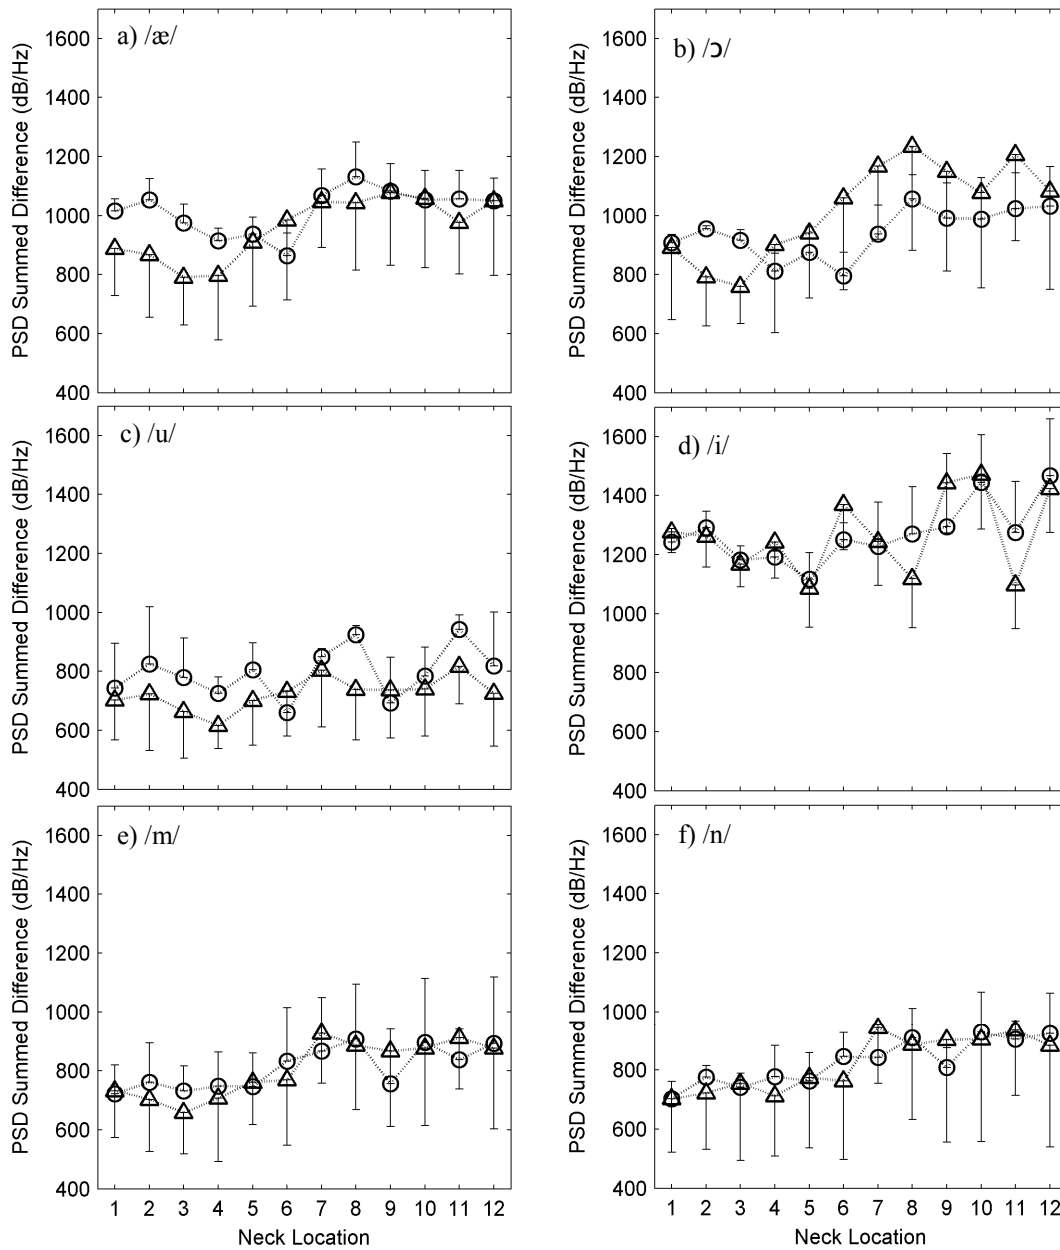 a) /æ/
PSD Summed Difference (dB/Hz)
1600
1400
1200
1000
800
600
400
b) /ɔ/
PSD Summed Difference (dB/Hz)
1600
1400
1200
1000
800
600
400
c) /u/
PSD Summed Difference (dB/Hz)
1600
1400
1200
1000
800
600
400
d) /i/
PSD Summed Difference (dB/Hz)
1600
1400
1200
1000
800
600
400
e) /m/
PSD Summed Difference (dB/Hz)
1600
1400
1200
1000
800
600
400
1 2 3 4 5 6 7 8 9 10 11 12
Neck Location
f) /n/
PSD Summed Difference (dB/Hz)
1600
1400
1200
1000
800
600
400
1 2 3 4 5 6 7 8 9 10 11 12
Neck Location